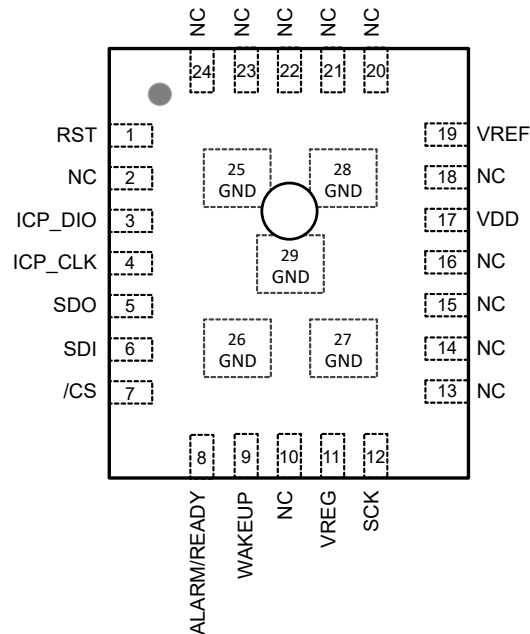 NC NC NC NC NC
24 23 22 21 20
RST 1
NC 2
ICP_DIO 3
ICP_CLK 4
SDO 5
SDI 6
/CS 7
25
GND
28
GND
29
GND
26
GND
27
GND
19 VREF
18 NC
17 VDD
16 NC
15 NC
14 NC
13 NC
8 9 10 11 12
ALARM/READY
WAKEUP
NC
VREG
SCK